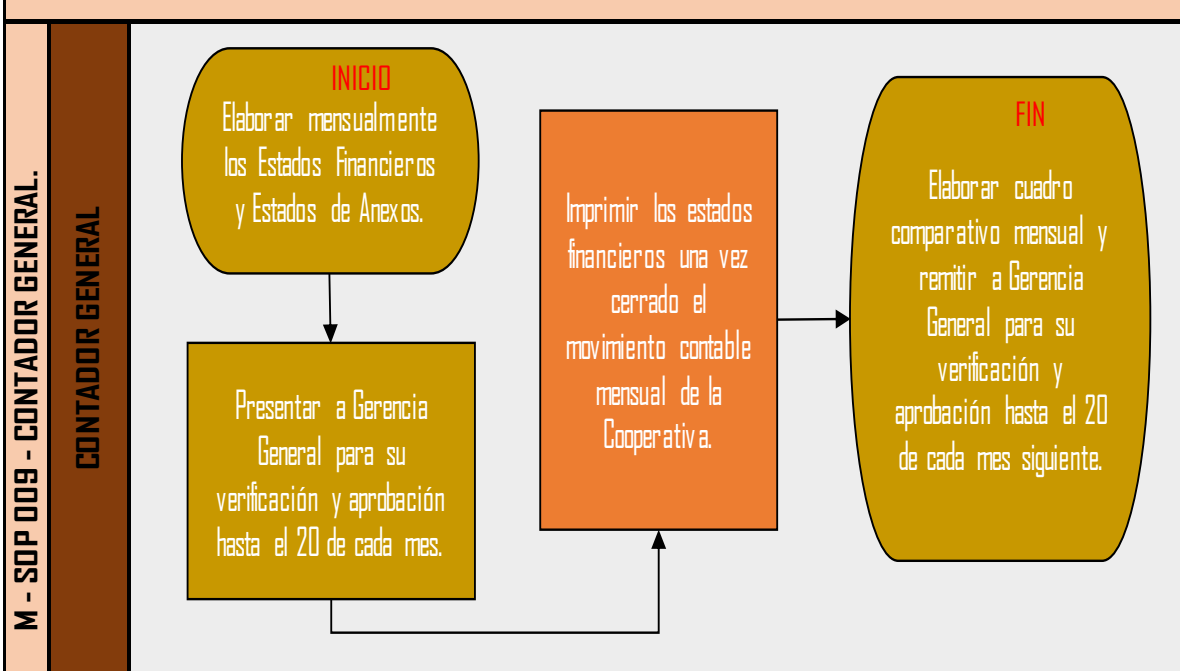 M - SOP 009 - CONTADOR GENERAL.
CONTADOR GENERAL
INICIO
Elaborar mensualmente
los Estados Financieros
y Estados de Anexos.
Presentar a Gerencia
General para su
verificación y aprobación
hasta el 20 de cada mes.
Imprimir los estados
financieros una vez
cerrado el
movimiento contable
mensual de la
Cooperativa.
FIN
Elaborar cuadro
comparativo mensual y
remitir a Gerencia
General para su
verificación y
aprobación hasta el 20
de cada mes siguiente.